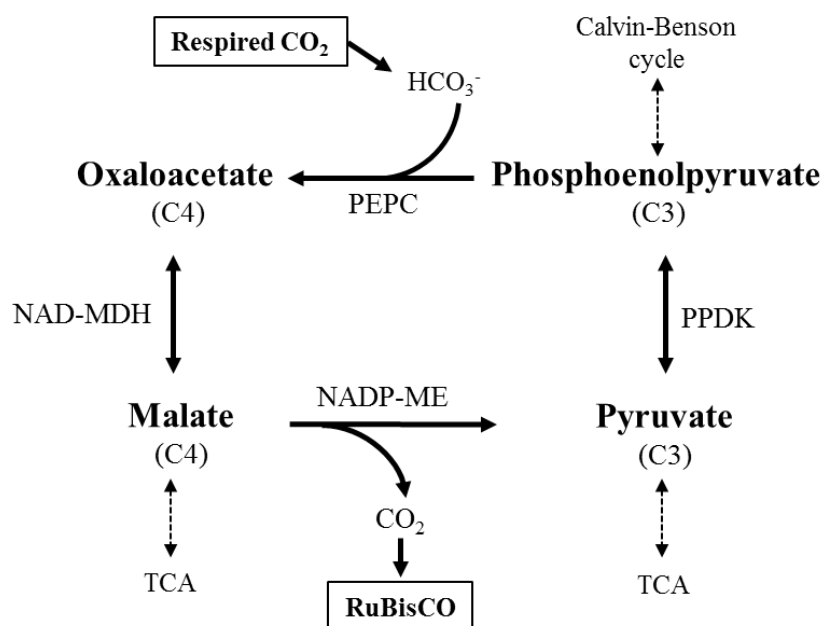 Respired CO₂
Calvin-Benson
cycle
HCO₃⁻
Oxaloacetate
(C4)
PEPC
Phosphoenolpyruvate
(C3)
NAD-MDH
PPDK
NADP-ME
Malate
(C4)
Pyruvate
(C3)
CO₂
TCA
TCA
RuBisCO